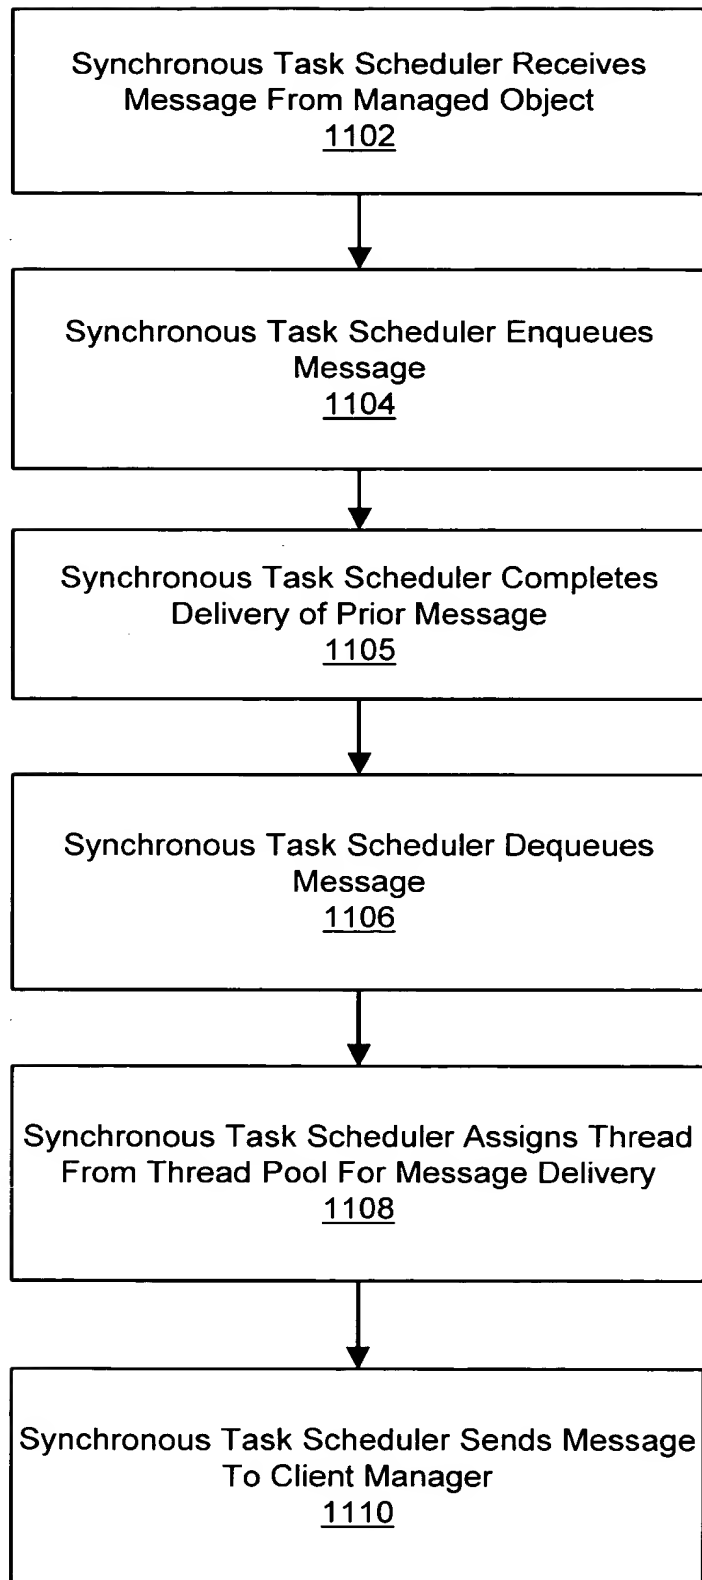 Synchronous Task Scheduler Receives
Message From Managed Object
1102
Synchronous Task Scheduler Enqueues
Message
1104
Synchronous Task Scheduler Completes
Delivery of Prior Message
1105
Synchronous Task Scheduler Dequeues
Message
1106
Synchronous Task Scheduler Assigns Thread
From Thread Pool For Message Delivery
1108
Synchronous Task Scheduler Sends Message
To Client Manager
1110